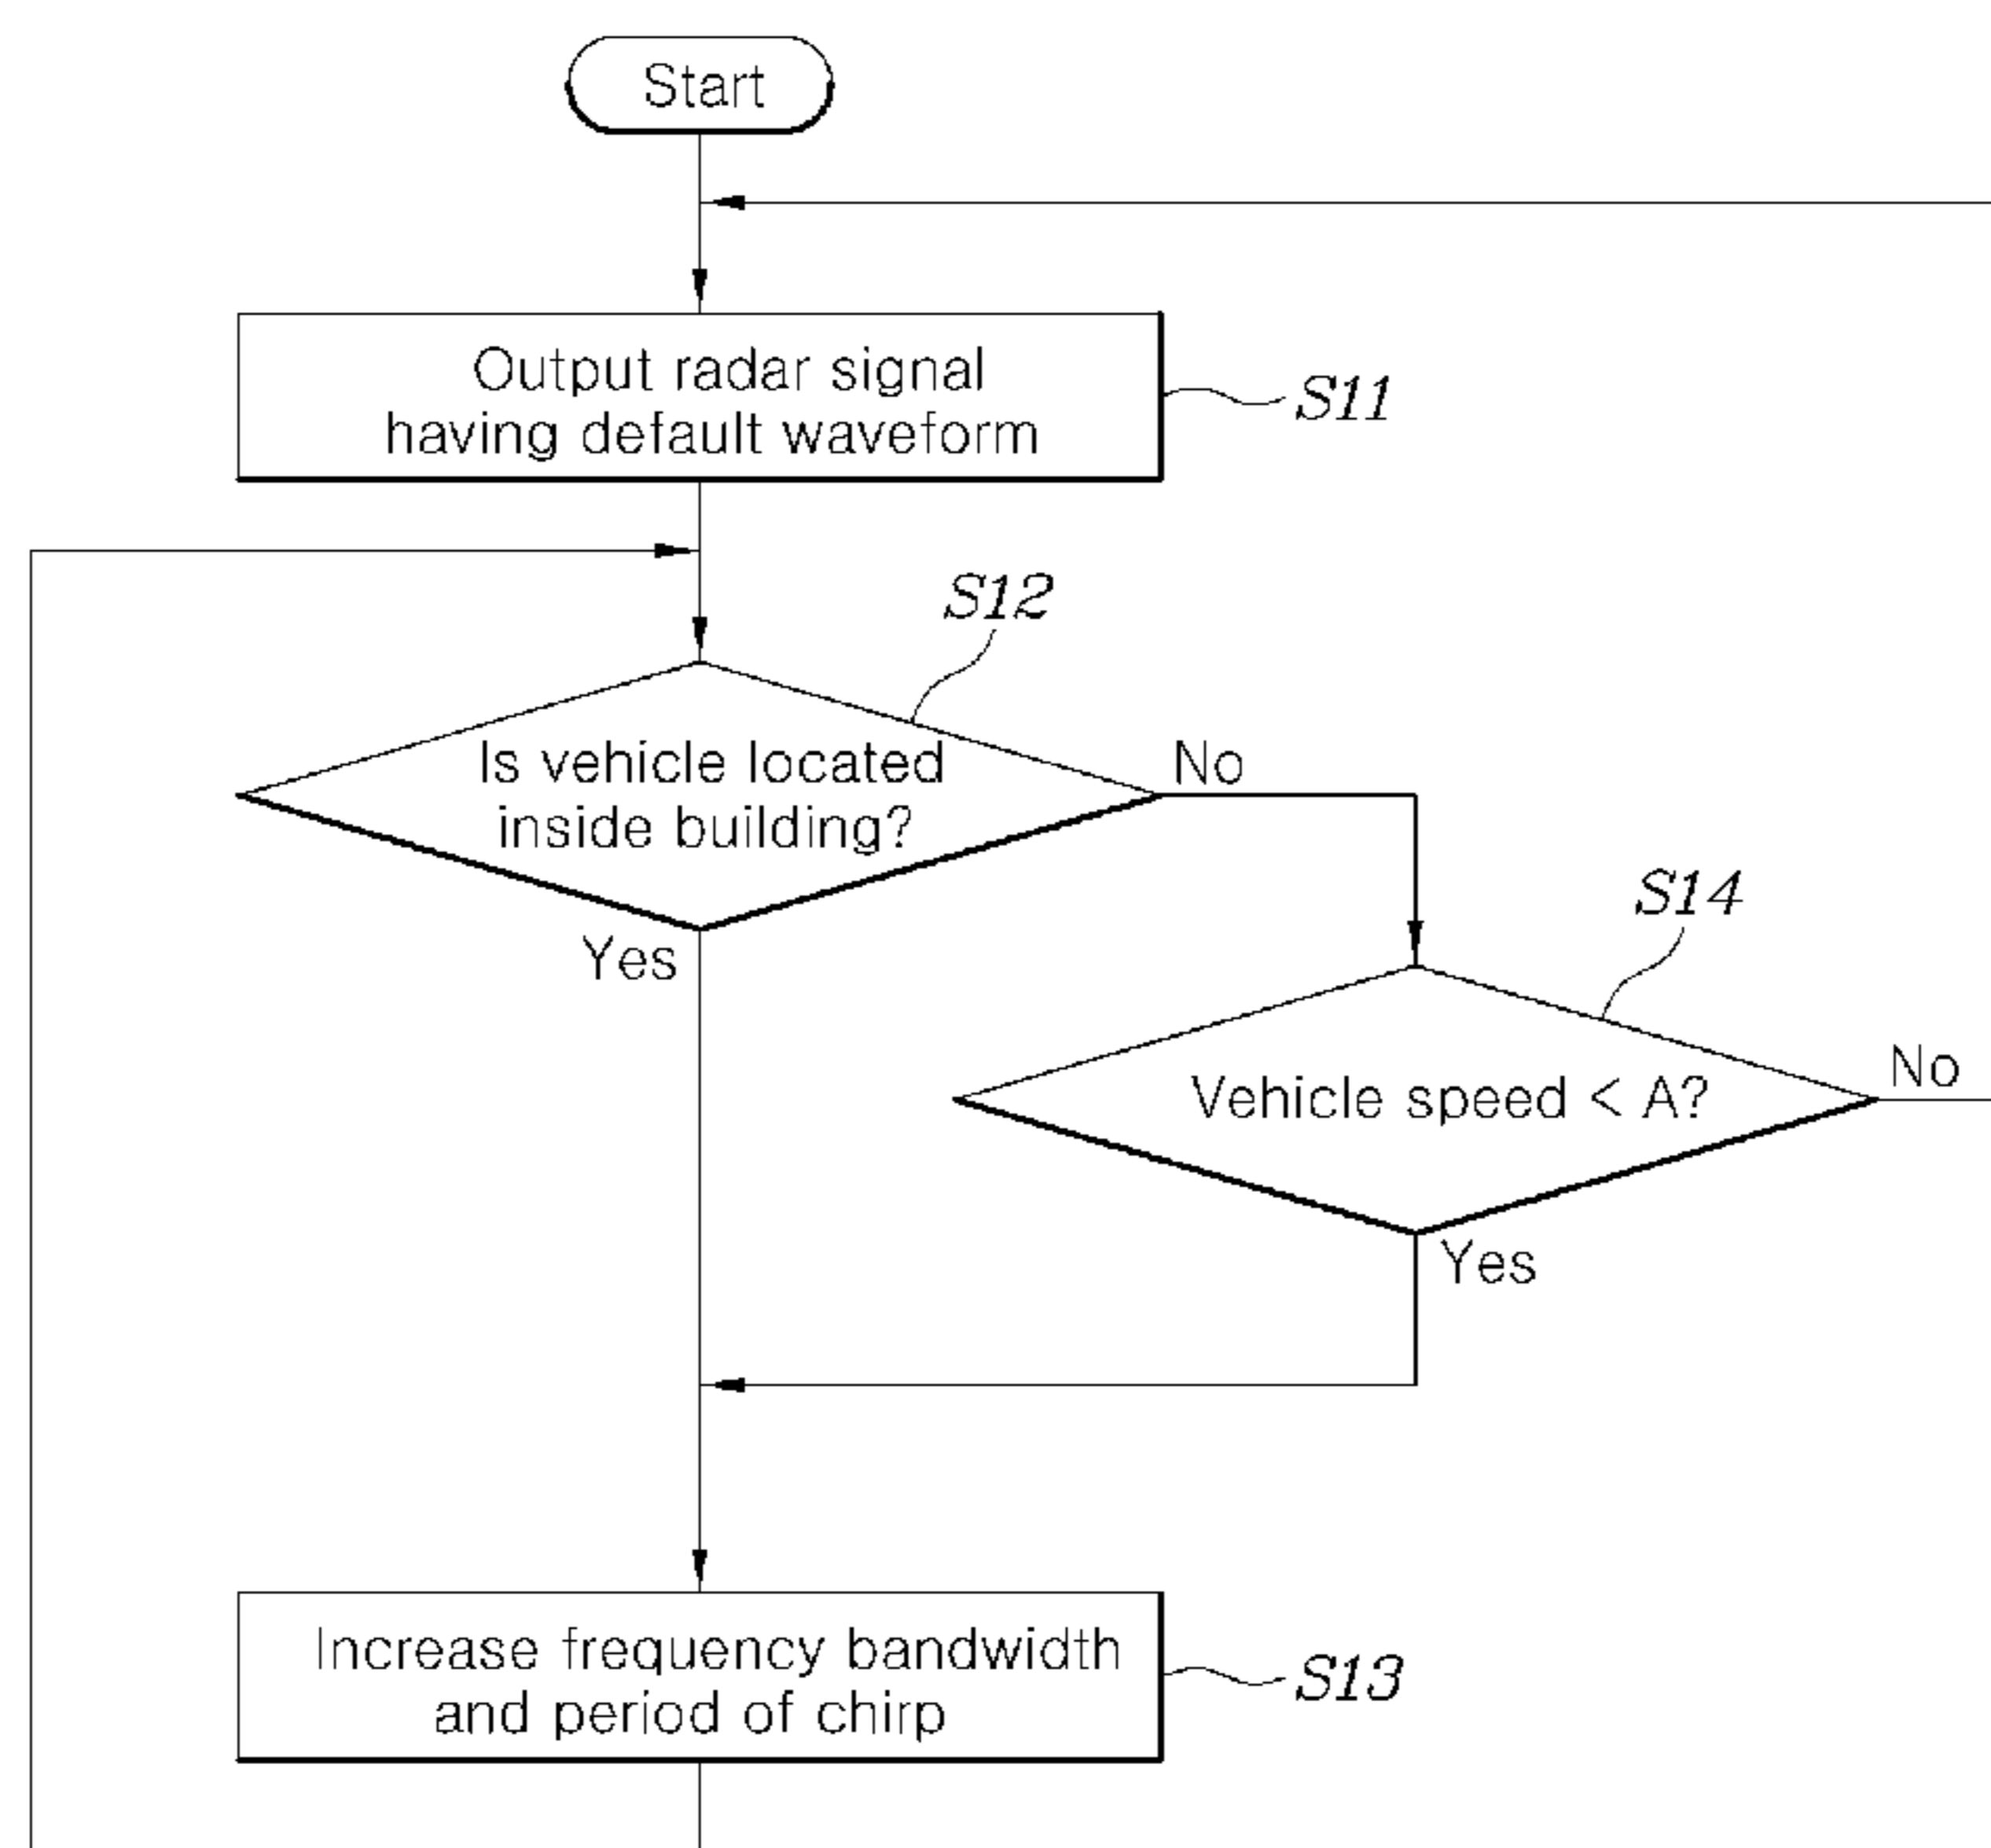 Start
Output radar signal
having default waveform
S11
S12
Is vehicle located
inside building?
No
Yes
S14
Vehicle speed < A?
No
Yes
Increase frequency bandwidth
and period of chirp
S13